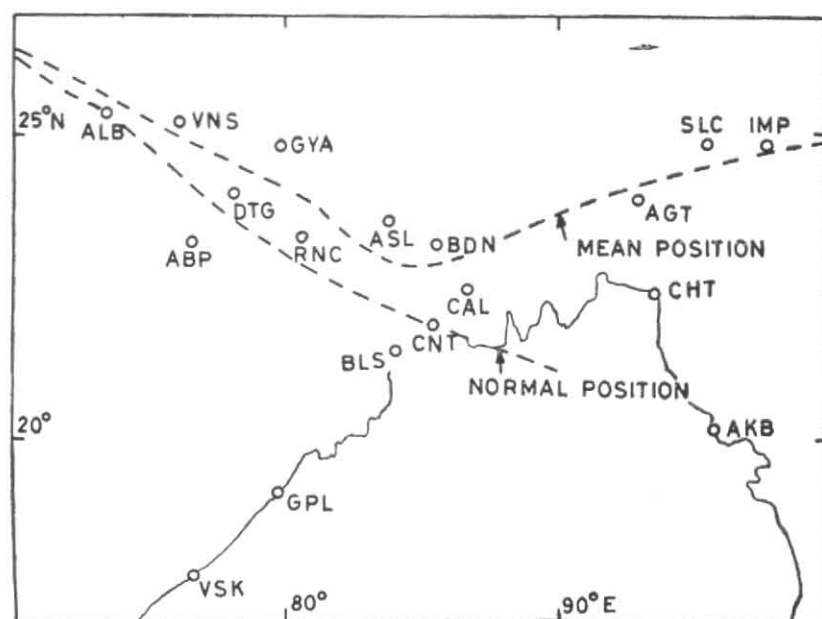 25°N
ALB
VNS
GYA
SLC
IMP
DTG
ASL
BDN
AGT
ABP
RNC
MEAN POSITION
CAL
CHT
CNT
BLS
NORMAL POSITION
20°
AKB
GPL
VSK
80°
90°E